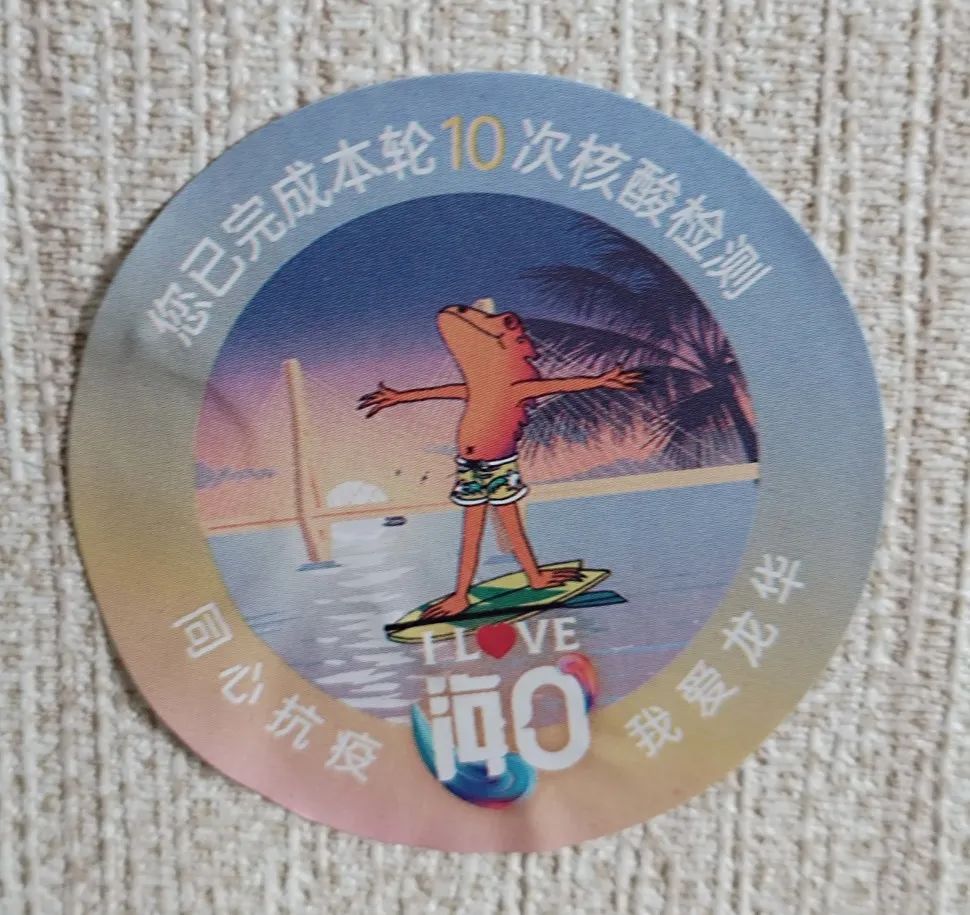 您已完成本轮10次核酸检测
I L❤VE
海口
同心抗疫
我爱龙华